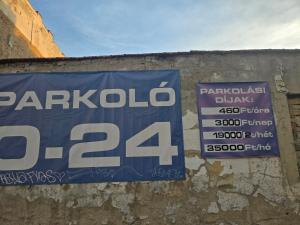 PARKOLÓ
0-24
PARKOLÁSI
DÍJAK:
460 Ft/óra
3000 Ft/nap
19000 Ft/hét
35000 Ft/hó